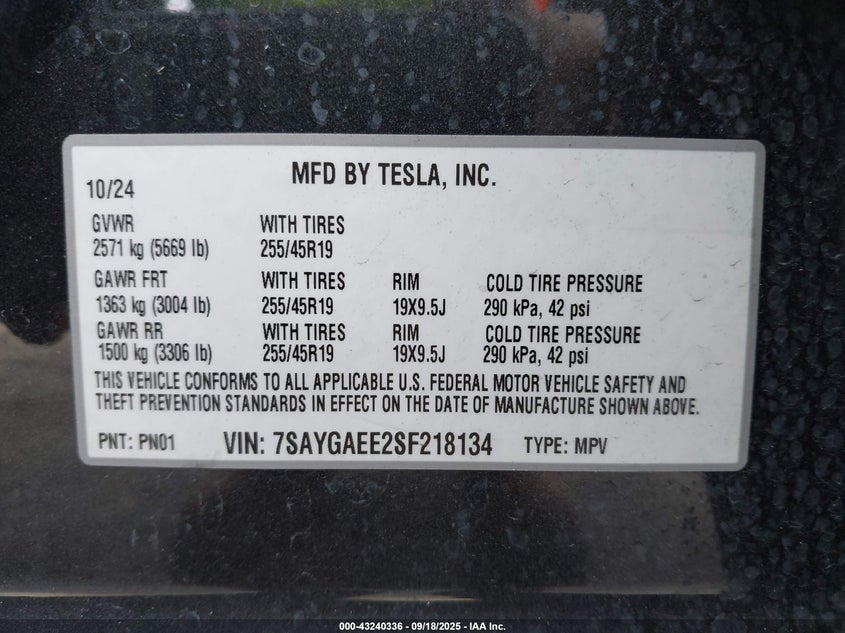 MFD BY TESLA, INC.
10/24
GVWR WITH TIRES
2571 kg (5669 lb) 255/45R19
GAWR FRT WITH TIRES RIM COLD TIRE PRESSURE
1363 kg (3004 lb) 255/45R19 19X9.5J 290 kPa, 42 psi
GAWR RR WITH TIRES RIM COLD TIRE PRESSURE
1500 kg (3306 lb) 255/45R19 19X9.5J 290 kPa, 42 psi
THIS VEHICLE CONFORMS TO ALL APPLICABLE U.S. FEDERAL MOTOR VEHICLE SAFETY AND
THEFT PREVENTION STANDARDS IN EFFECT ON THE DATE OF MANUFACTURE SHOWN ABOVE.
PNT: PN01 VIN: 7SAYGAEE2SF218134 TYPE: MPV
000-43240336 - 09/18/2025 - IAA Inc.